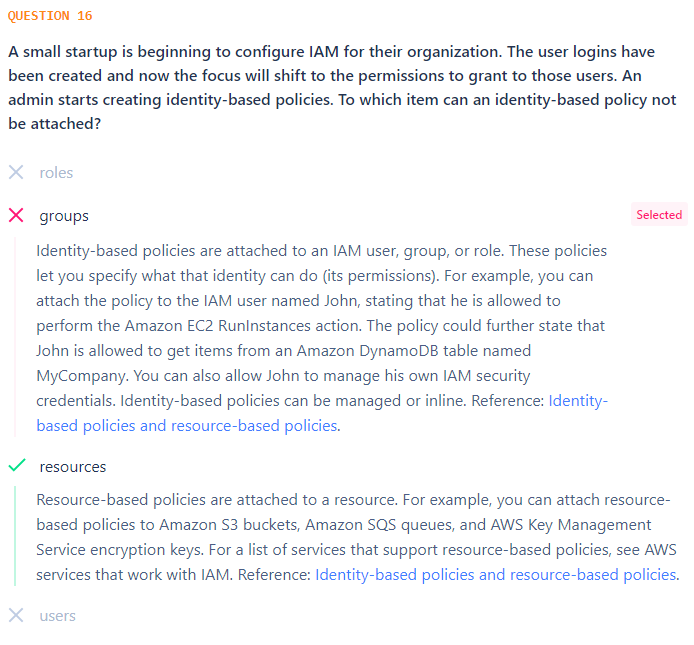 QUESTION 16
A small startup is beginning to configure IAM for their organization. The user logins have
been created and now the focus will shift to the permissions to grant to those users. An
admin starts creating identity-based policies. To which item can an identity-based policy not
be attached?
roles
groups
Selected
Identity-based policies are attached to an IAM user, group, or role. These policies
let you specify what that identity can do (its permissions). For example, you can
attach the policy to the IAM user named John, stating that he is allowed to
perform the Amazon EC2 RunInstances action. The policy could further state that
John is allowed to get items from an Amazon DynamoDB table named
MyCompany. You can also allow John to manage his own IAM security
credentials. Identity-based policies can be managed or inline. Reference: Identity-
based policies and resource-based policies.
resources
Resource-based policies are attached to a resource. For example, you can attach resource-
based policies to Amazon S3 buckets, Amazon SQS queues, and AWS Key Management
Service encryption keys. For a list of services that support resource-based policies, see AWS
services that work with IAM. Reference: Identity-based policies and resource-based policies.
users